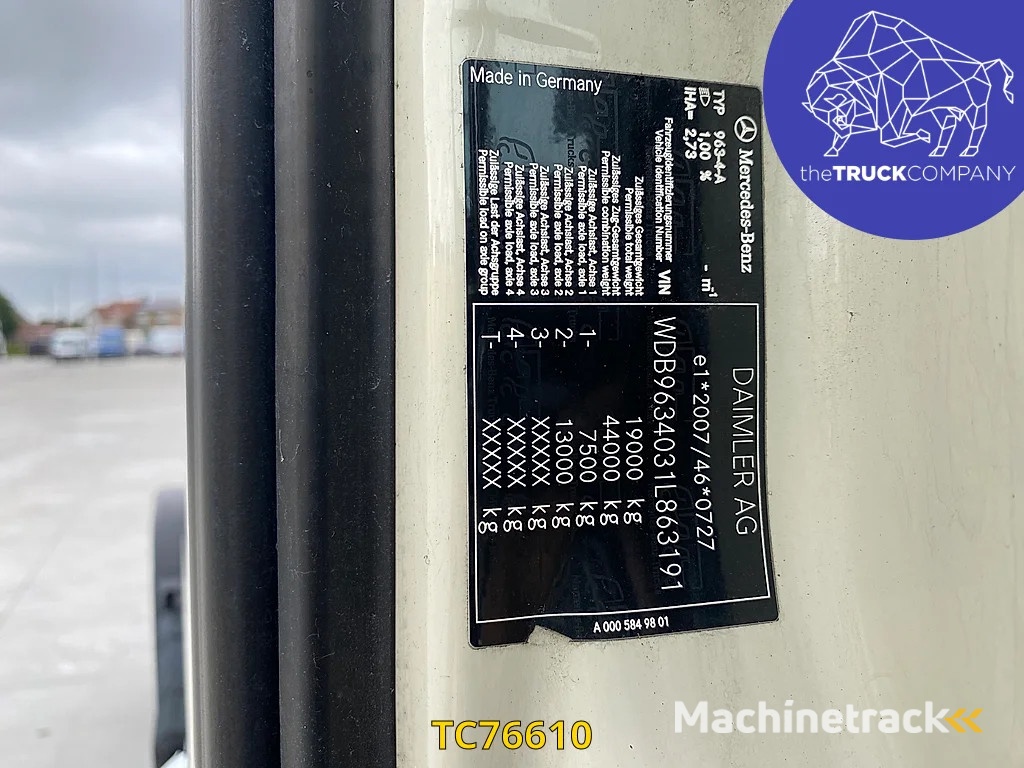 Made in Germany
Mercedes-Benz
TYP 963-4-A
1,00 % - m-1
IHA= 2,73
Fahrzeugidentifizierungsnummer
Vehicle Identification Number VIN
Zulässiges Gesamtgewicht
Permissible total weight
Zulässiges Zug-Gesamtgewicht
Permissible combination weight
Zulässige Achslast, Achse 1
Permissible axle load, axle 1
Zulässige Achslast, Achse 2
Permissible axle load, axle 2
Zulässige Achslast, Achse 3
Permissible axle load, axle 3
Zulässige Achslast, Achse 4
Permissible axle load, axle 4
Zulässige Last der Achsgruppe
Permissible load on axle group
DAIMLER AG
e1*2007/46*0727
WDB9634031L863191
19000 kg
44000 kg
1- 7500 kg
2- 13000 kg
3- XXXXX kg
4- XXXXX kg
T- XXXXX kg
A 000 584 98 01
theTRUCKCOMPANY
Machinetrack
TC76610